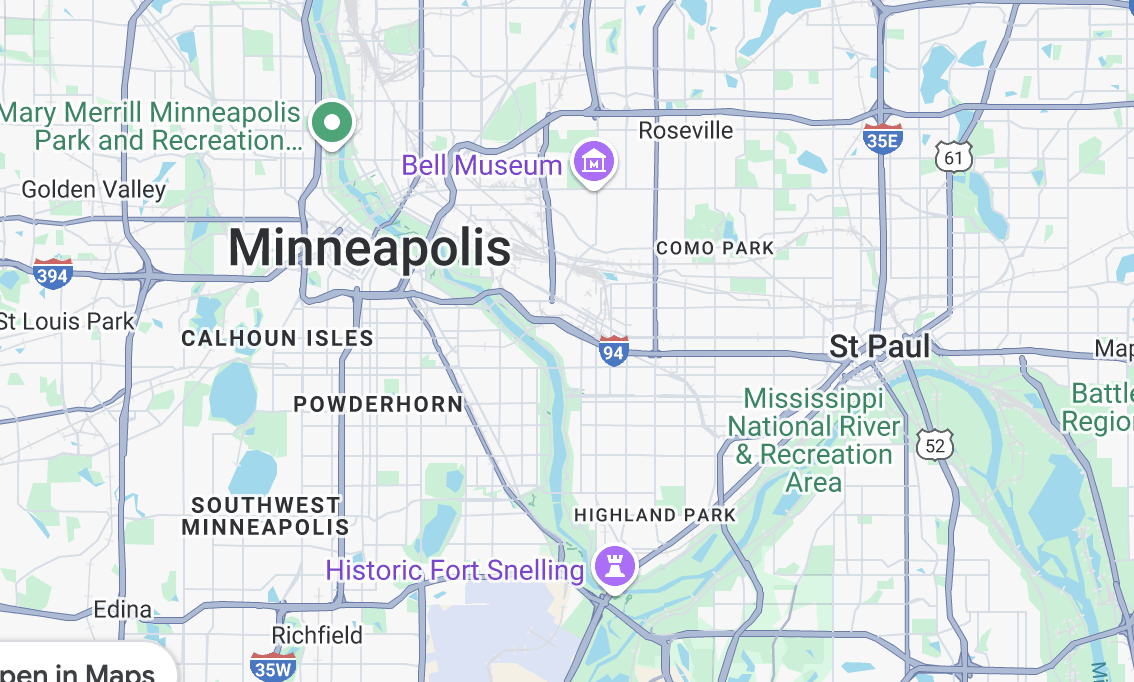 Mary Merrill Minneapolis
Park and Recreation...
Roseville
35E
61
Bell Museum
Golden Valley
Minneapolis
COMO PARK
394
St Louis Park
CALHOUN ISLES
94
St Paul
Map
POWDERHORN
Mississippi
National River
& Recreation
Area
Battle
Regio
52
SOUTHWEST
MINNEAPOLIS
HIGHLAND PARK
Historic Fort Snelling
Edina
Richfield
35W
pen in Maps
Mi